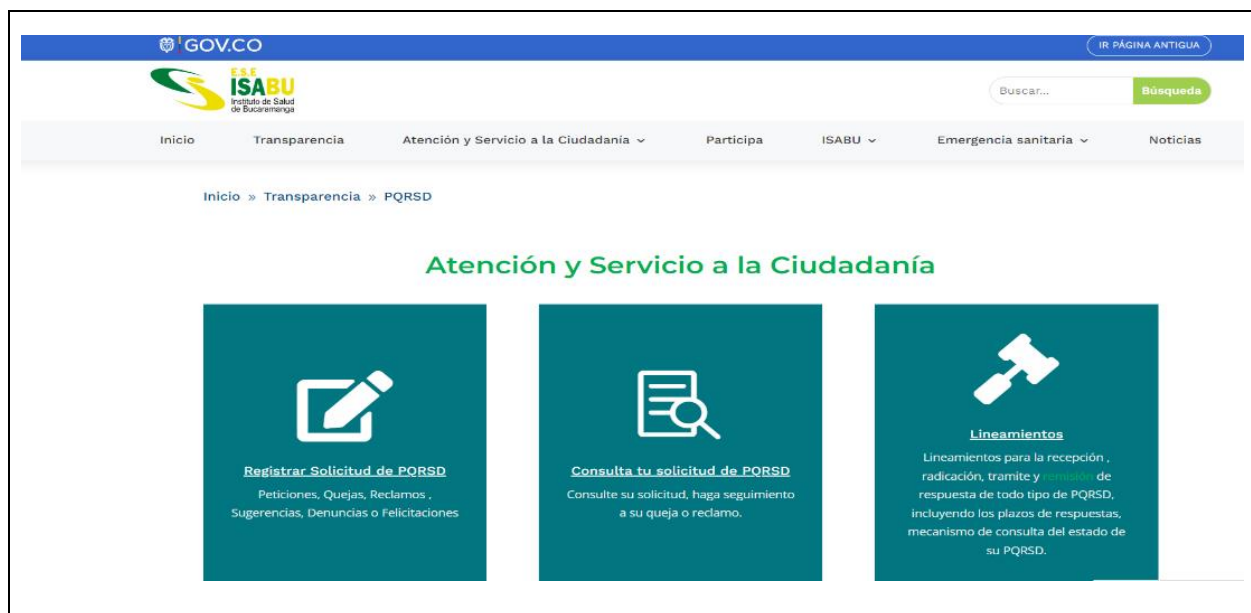 GOV.CO
IR PÁGINA ANTIGUA
E.S.E
ISABU
Instituto de Salud
de Bucaramanga
Buscar...
Búsqueda
Inicio Transparencia Atención y Servicio a la Ciudadanía Participa ISABU Emergencia sanitaria Noticias
Inicio » Transparencia » PQRSD
Atención y Servicio a la Ciudadanía
Registrar Solicitud de PQRSD
Peticiones, Quejas, Reclamos ,
Sugerencias, Denuncias o Felicitaciones
Consulta tu solicitud de PQRSD
Consulte su solicitud, haga seguimiento
a su queja o reclamo.
Lineamientos
Lineamientos para la recepción ,
radicación, tramite y remisión de
respuesta de todo tipo de PQRSD,
incluyendo los plazos de respuestas,
mecanismo de consulta del estado de
su PQRSD.